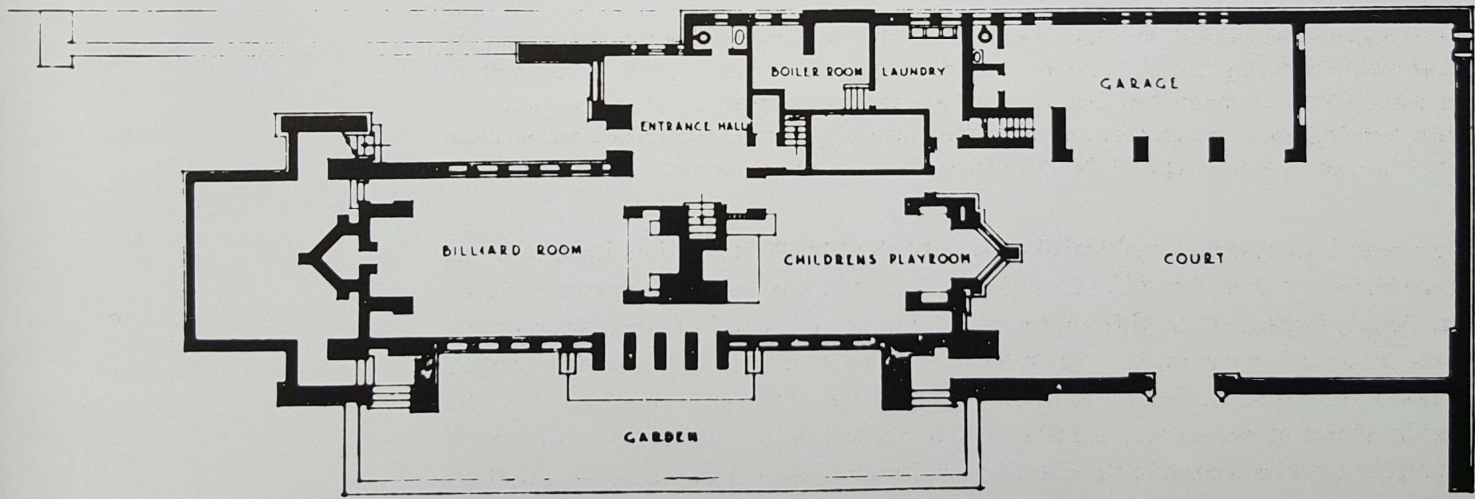 BOILER ROOM
LAUNDRY
GARAGE
ENTRANCE HALL
BILLIARD ROOM
CHILDRENS PLAYROOM
COURT
GARDEN